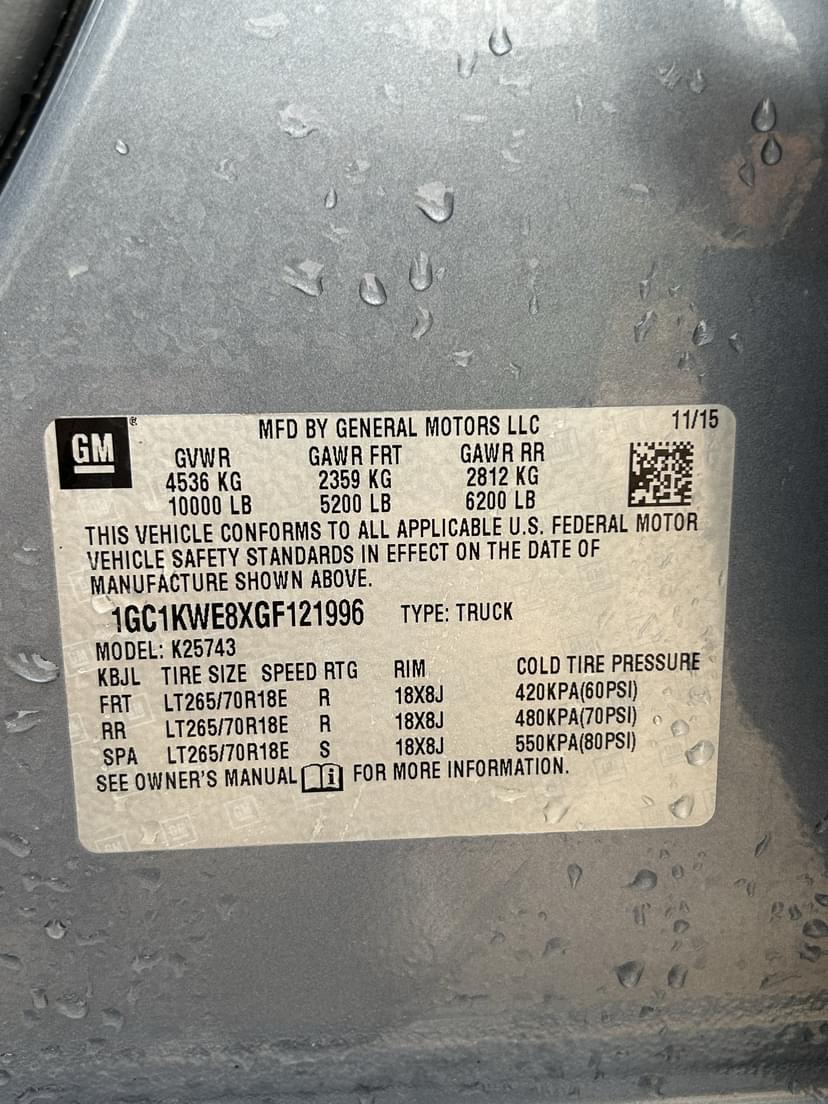 GM ® MFD BY GENERAL MOTORS LLC 11/15
GVWR GAWR FRT GAWR RR
4536 KG 2359 KG 2812 KG
10000 LB 5200 LB 6200 LB
THIS VEHICLE CONFORMS TO ALL APPLICABLE U.S. FEDERAL MOTOR
VEHICLE SAFETY STANDARDS IN EFFECT ON THE DATE OF
MANUFACTURE SHOWN ABOVE.
1GC1KWE8XGF121996 TYPE: TRUCK
MODEL: K25743
KBJL TIRE SIZE SPEED RTG RIM COLD TIRE PRESSURE
FRT LT265/70R18E R 18X8J 420KPA(60PSI)
RR LT265/70R18E R 18X8J 480KPA(70PSI)
SPA LT265/70R18E S 18X8J 550KPA(80PSI)
SEE OWNER'S MANUAL i FOR MORE INFORMATION.